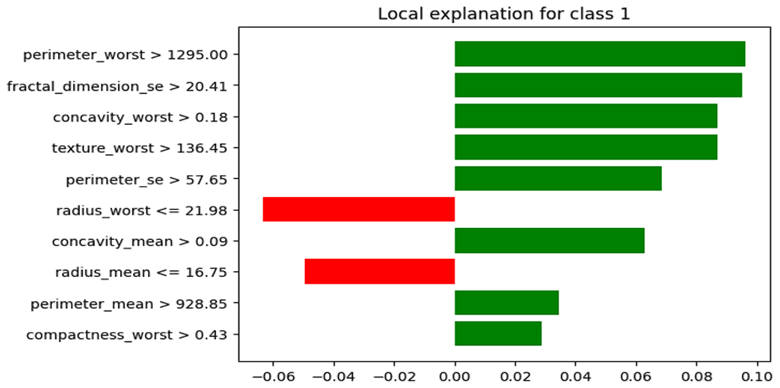 Local explanation for class 1
perimeter_worst > 1295.00
fractal_dimension_se > 20.41
concavity_worst > 0.18
texture_worst > 136.45
perimeter_se > 57.65
radius_worst <= 21.98
concavity_mean > 0.09
radius_mean <= 16.75
perimeter_mean > 928.85
compactness_worst > 0.43
−0.06 −0.04 −0.02 0.00 0.02 0.04 0.06 0.08 0.10